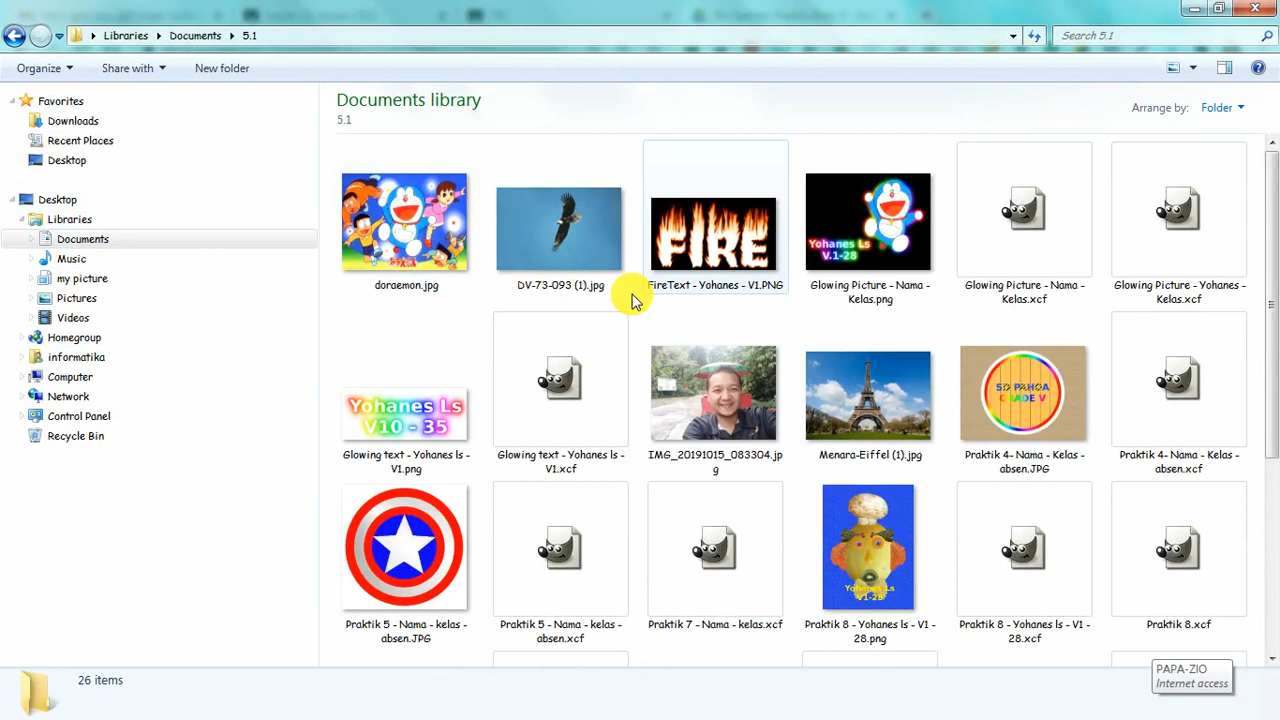 Libraries ▸ Documents ▸ 5.1
Search 5.1
Organize
Share with
New folder
Favorites
Downloads
Recent Places
Desktop
Desktop
Libraries
Documents
Music
my picture
Pictures
Videos
Homegroup
informatika
Computer
Network
Control Panel
Recycle Bin
Documents library
5.1
Arrange by: Folder
FIRE
Yohanes Ls
V.1-28
doraemon.jpg
DV-73-093 (1).jpg
FireText - Yohanes - V1.PNG
Glowing Picture - Nama -
Kelas.png
Glowing Picture - Nama -
Kelas.xcf
Glowing Picture - Yohanes -
Kelas.xcf
Yohanes Ls
V10 - 35
SD PAHOA
GRADE V
Glowing text - Yohanes ls -
V1.png
Glowing text - Yohanes ls -
V1.xcf
IMG_20191015_083304.jp
g
Menara-Eiffel (1).jpg
Praktik 4- Nama - Kelas -
absen.JPG
Praktik 4- Nama - Kelas -
absen.xcf
Yohanes Ls
V1-28
Praktik 5 - Nama - kelas -
absen.JPG
Praktik 5 - Nama - kelas -
absen.xcf
Praktik 7 - Nama - kelas.xcf
Praktik 8 - Yohanes ls - V1 -
28.png
Praktik 8 - Yohanes ls - V1 -
28.xcf
Praktik 8.xcf
26 items
PAPA-ZIO
Internet access